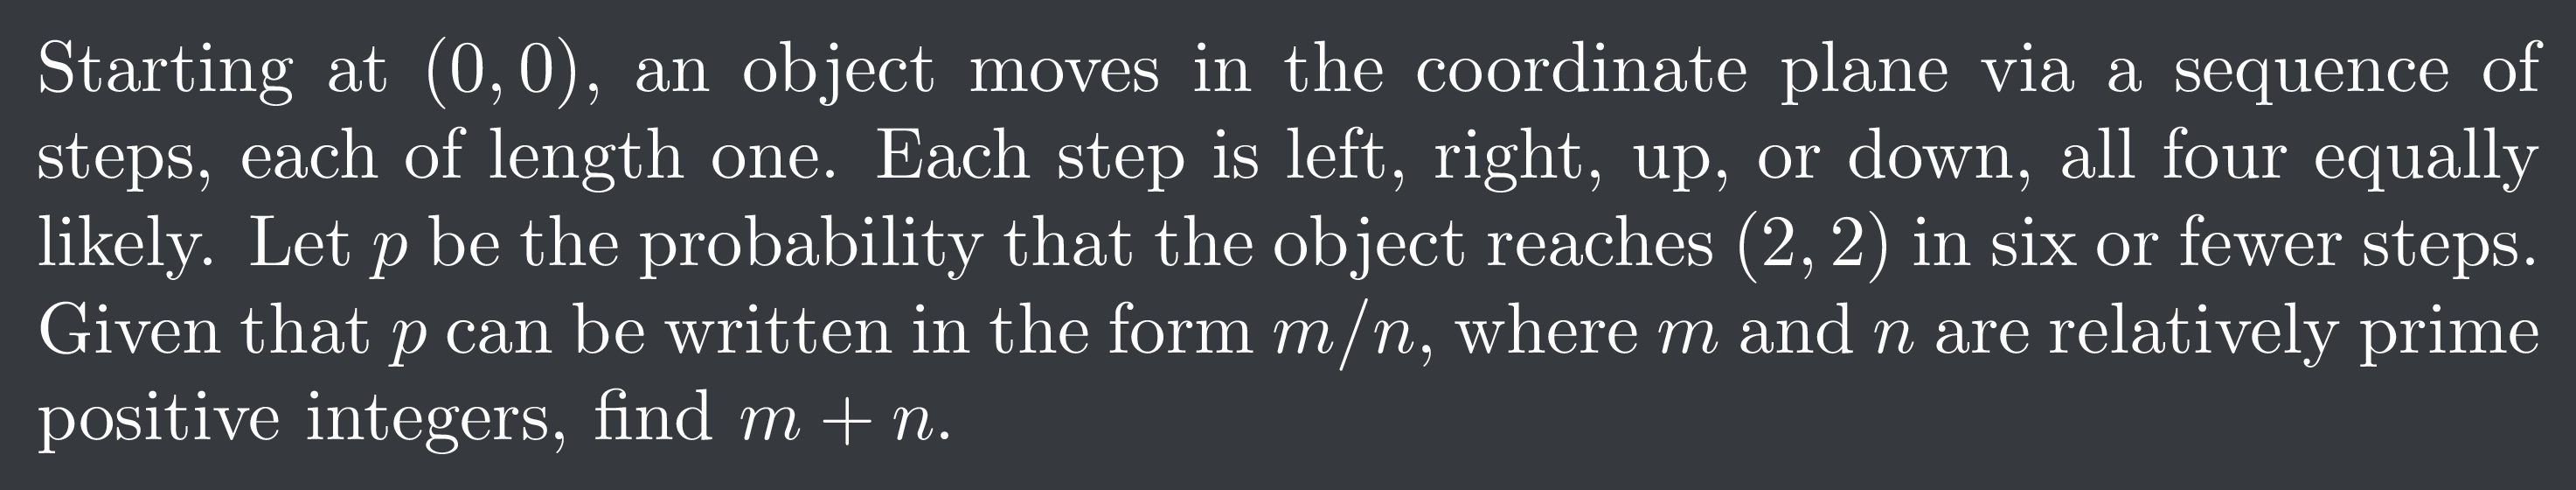 Starting at (0, 0), an object moves in the coordinate plane via a sequence of
steps, each of length one. Each step is left, right, up, or down, all four equally
likely. Let p be the probability that the object reaches (2, 2) in six or fewer steps.
Given that p can be written in the form m/n, where m and n are relatively prime
positive integers, find m + n.